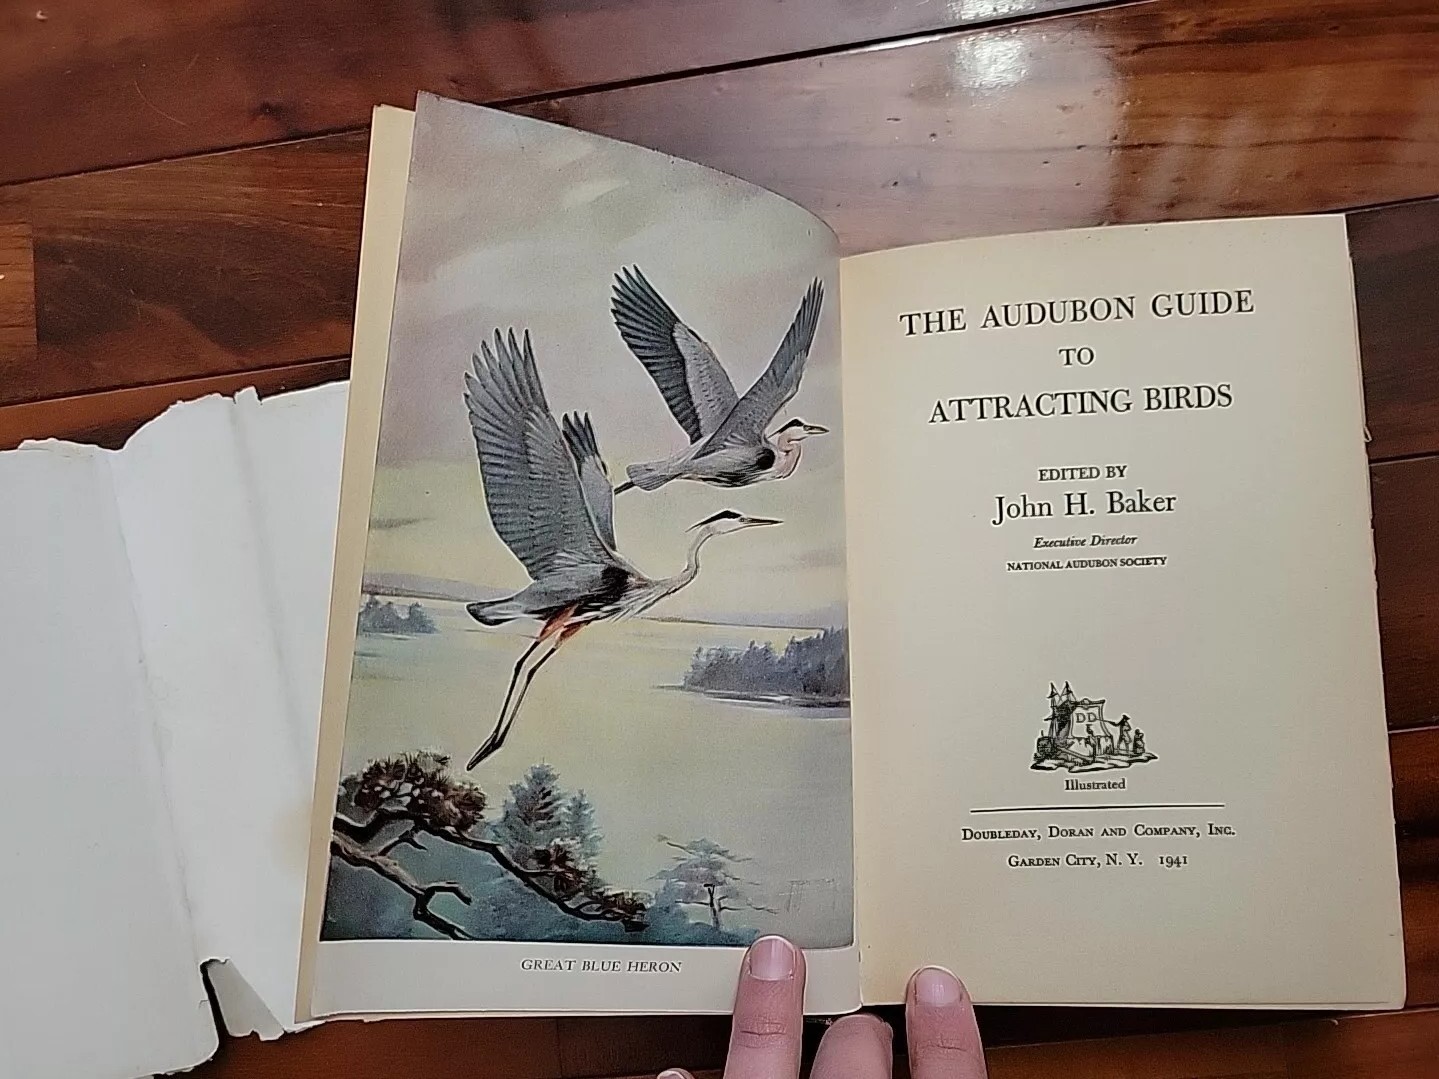 GREAT BLUE HERON
THE AUDUBON GUIDE
TO
ATTRACTING BIRDS
EDITED BY
John H. Baker
Executive Director
NATIONAL AUDUBON SOCIETY
DD
Illustrated
DOUBLEDAY, DORAN AND COMPANY, INC.
GARDEN CITY, N. Y. 1941